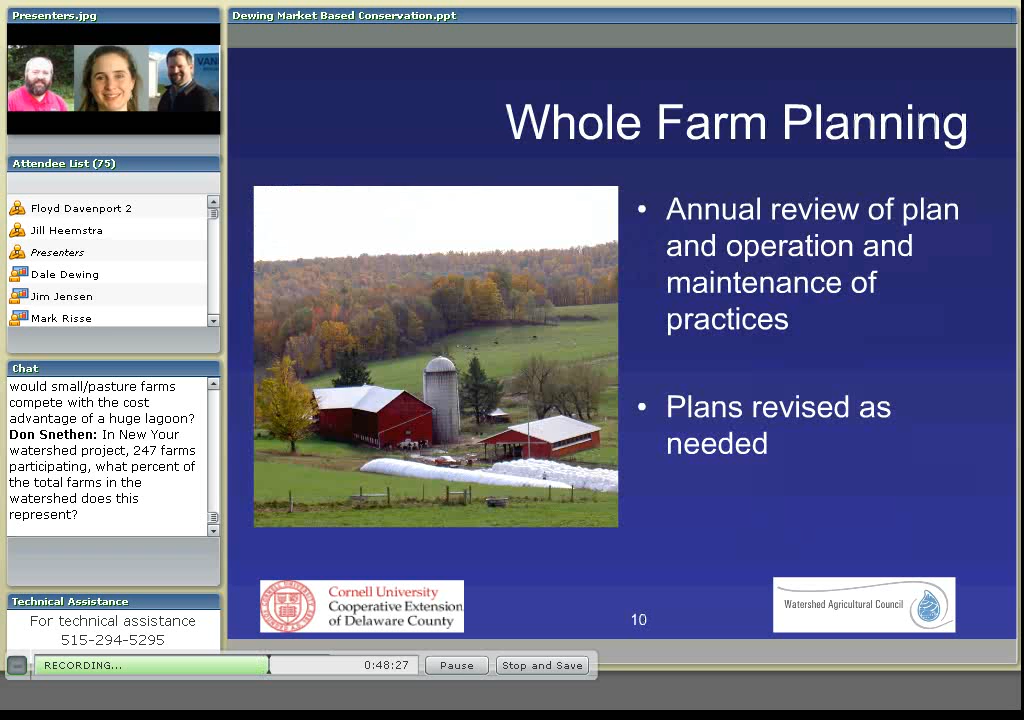 Presenters.jpg
Attendee List (75)
Floyd Davenport 2
Jill Heemstra
Presenters
Dale Dewing
Jim Jensen
Mark Risse
Chat
would small/pasture farms
compete with the cost
advantage of a huge lagoon?
Don Snethen: In New Your
watershed project, 247 farms
participating, what percent of
the total farms in the
watershed does this
represent?
Technical Assistance
For technical assistance
515-294-5295
RECORDING...
0:48:27
Pause
Stop and Save
Dewing Market Based Conservation.ppt
Whole Farm Planning
• Annual review of plan
and operation and
maintenance of
practices
• Plans revised as
needed
Cornell University
Cooperative Extension
of Delaware County
10
Watershed Agricultural Council